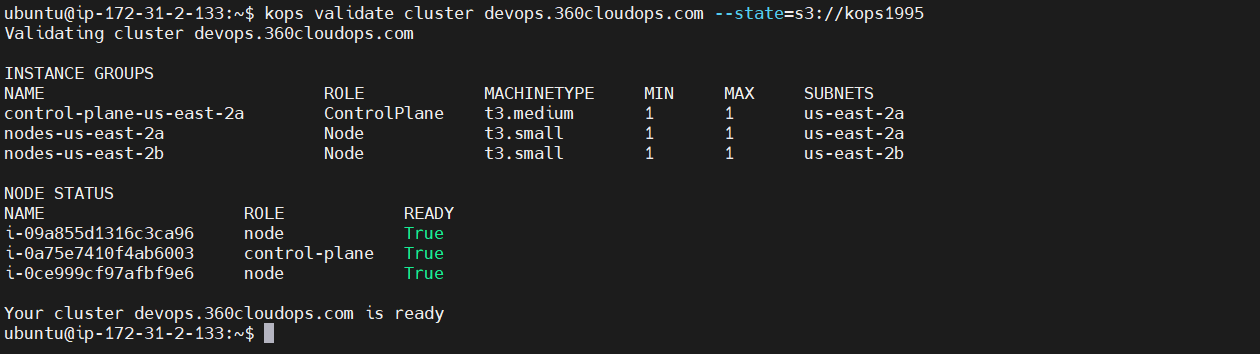 ubuntu@ip-172-31-2-133:~$ kops validate cluster devops.360cloudops.com --state=s3://kops1995
Validating cluster devops.360cloudops.com
INSTANCE GROUPS
NAME ROLE MACHINETYPE MIN MAX SUBNETS
control-plane-us-east-2a ControlPlane t3.medium 1 1 us-east-2a
nodes-us-east-2a Node t3.small 1 1 us-east-2a
nodes-us-east-2b Node t3.small 1 1 us-east-2b
NODE STATUS
NAME ROLE READY
i-09a855d1316c3ca96 node True
i-0a75e7410f4ab6003 control-plane True
i-0ce999cf97afbf9e6 node True
Your cluster devops.360cloudops.com is ready
ubuntu@ip-172-31-2-133:~$